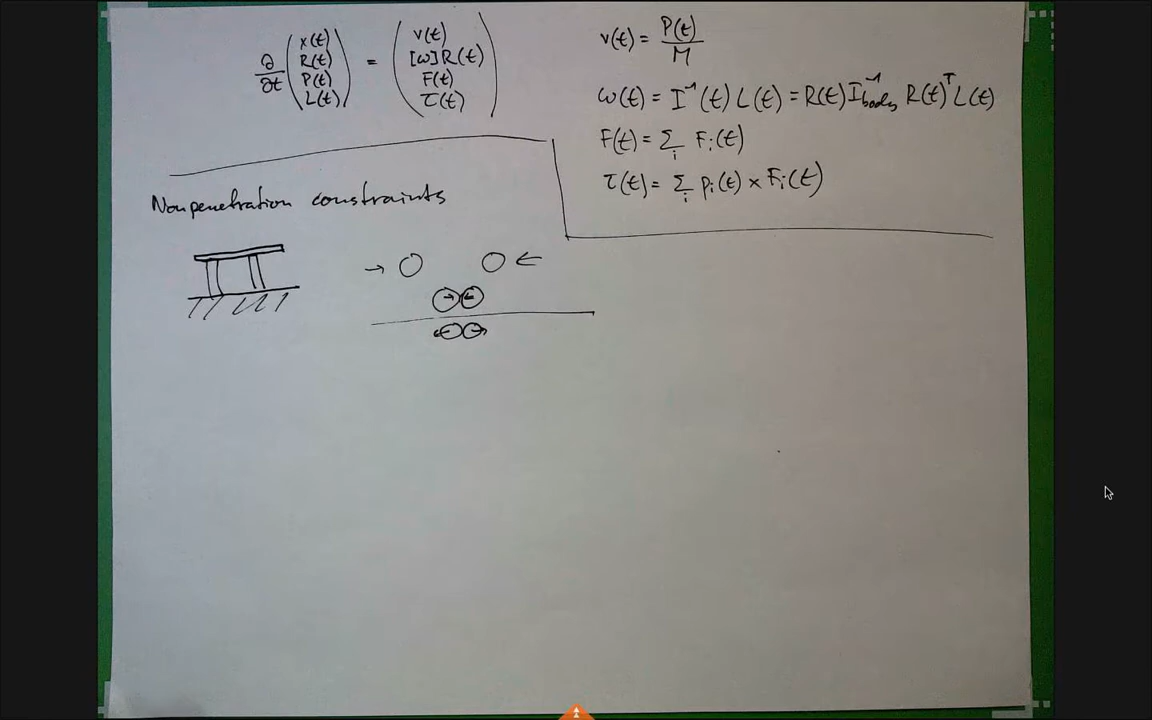 ∂/∂t (x(t) R(t) P(t) L(t)) = (v(t) [ω]R(t) F(t) τ(t))
v(t) = P(t)/M
ω(t) = I⁻¹(t) L(t) = R(t) I⁻¹body R(t)ᵀ L(t)
F(t) = Σᵢ Fᵢ(t)
τ(t) = Σᵢ pᵢ(t) × Fᵢ(t)
Nonpenetration constraints